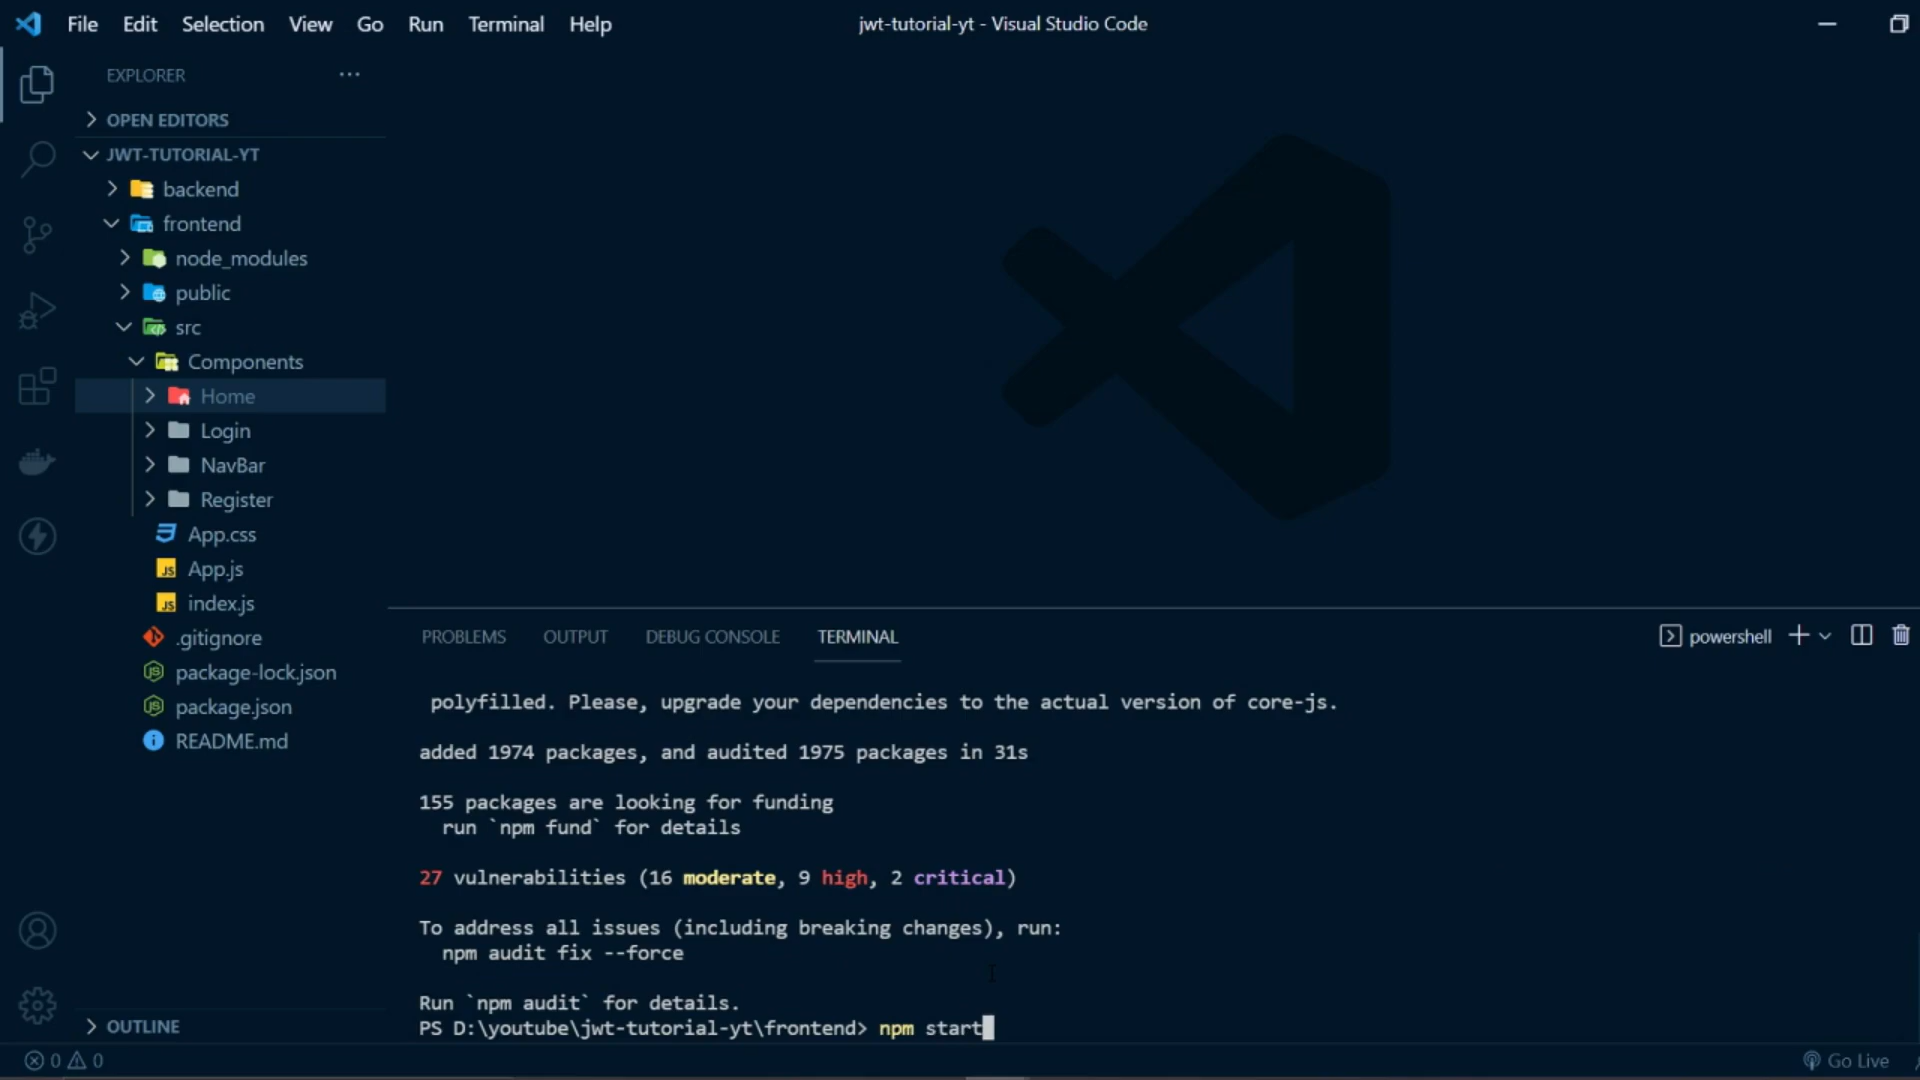 File Edit Selection View Go Run Terminal Help
jwt-tutorial-yt - Visual Studio Code
EXPLORER
OPEN EDITORS
JWT-TUTORIAL-YT
backend
frontend
node_modules
public
src
Components
Home
Login
NavBar
Register
App.css
JS App.js
JS index.js
.gitignore
package-lock.json
package.json
README.md
OUTLINE
PROBLEMS OUTPUT DEBUG CONSOLE TERMINAL
powershell
polyfilled. Please, upgrade your dependencies to the actual version of core-js.
added 1974 packages, and audited 1975 packages in 31s
155 packages are looking for funding
run `npm fund` for details
27 vulnerabilities (16 moderate, 9 high, 2 critical)
To address all issues (including breaking changes), run:
npm audit fix --force
Run `npm audit` for details.
PS D:\youtube\jwt-tutorial-yt\frontend> npm start
0 0
Go Live